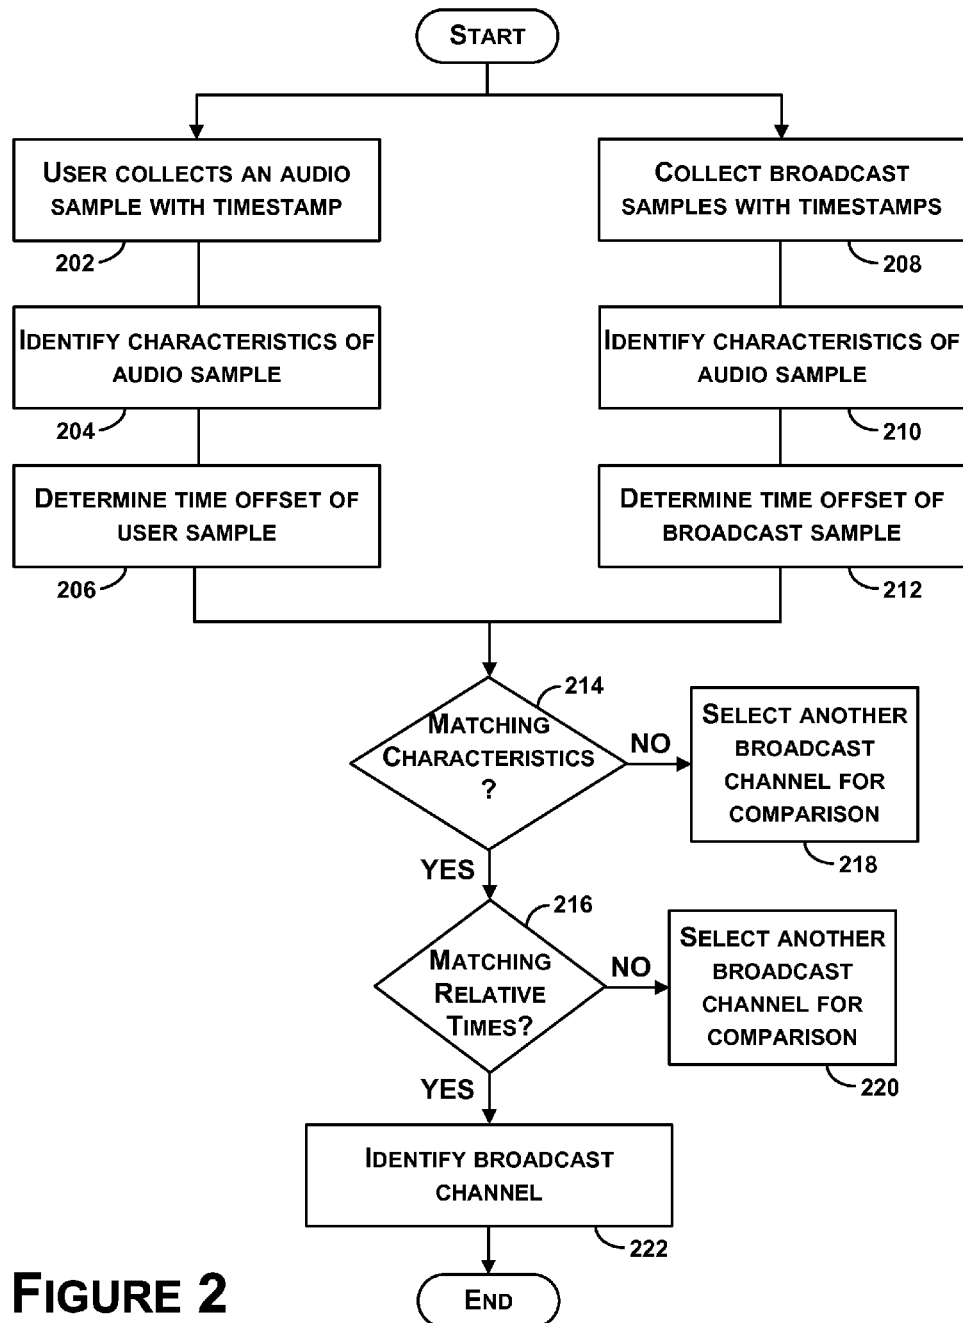 START
USER COLLECTS AN AUDIO
SAMPLE WITH TIMESTAMP
202
COLLECT BROADCAST
SAMPLES WITH TIMESTAMPS
208
IDENTIFY CHARACTERISTICS OF
AUDIO SAMPLE
204
IDENTIFY CHARACTERISTICS OF
AUDIO SAMPLE
210
DETERMINE TIME OFFSET OF
USER SAMPLE
206
DETERMINE TIME OFFSET OF
BROADCAST SAMPLE
212
MATCHING
CHARACTERISTICS
?
214
NO
SELECT ANOTHER
BROADCAST
CHANNEL FOR
COMPARISON
218
YES
MATCHING
RELATIVE
TIMES?
216
NO
SELECT ANOTHER
BROADCAST
CHANNEL FOR
COMPARISON
220
YES
IDENTIFY BROADCAST
CHANNEL
222
END
FIGURE 2